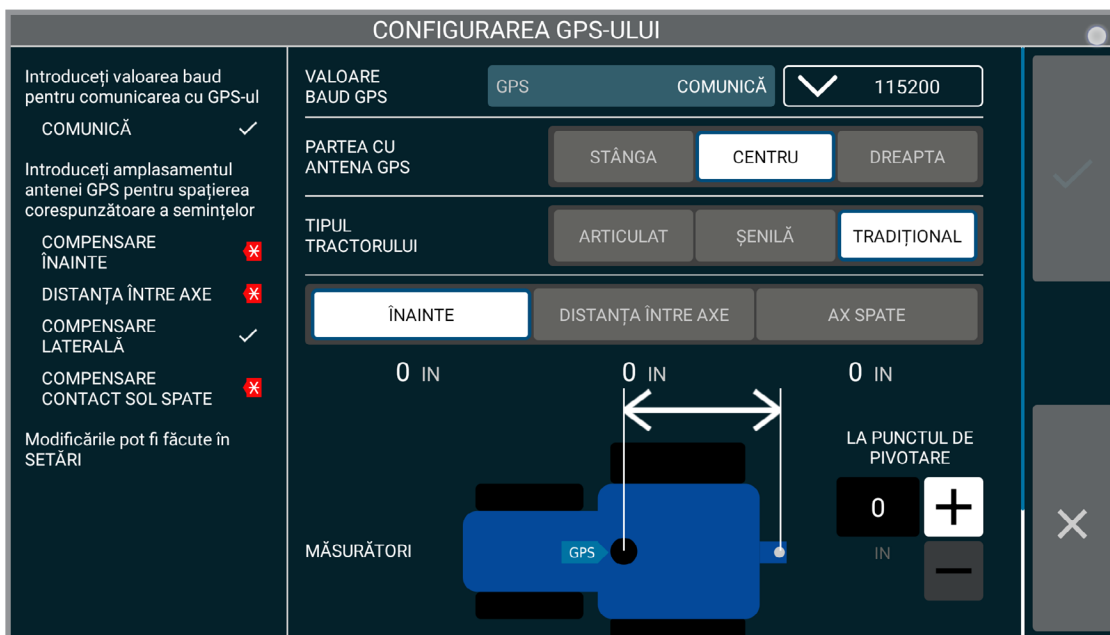 CONFIGURAREA GPS-ULUI
Introduceți valoarea baud
pentru comunicarea cu GPS-ul
COMUNICĂ
Introduceți amplasamentul
antenei GPS pentru spațierea
corespunzătoare a semințelor
COMPENSARE
ÎNAINTE
DISTANȚA ÎNTRE AXE
COMPENSARE
LATERALĂ
COMPENSARE
CONTACT SOL SPATE
Modificările pot fi făcute în
SETĂRI
VALOARE
BAUD GPS
GPS COMUNICĂ 115200
PARTEA CU
ANTENA GPS
STÂNGA CENTRU DREAPTA
TIPUL
TRACTORULUI
ARTICULAT ȘENILĂ TRADIȚIONAL
ÎNAINTE DISTANȚA ÎNTRE AXE AX SPATE
0 IN 0 IN 0 IN
LA PUNCTUL DE
PIVOTARE
0
IN
MĂSURĂTORI
GPS